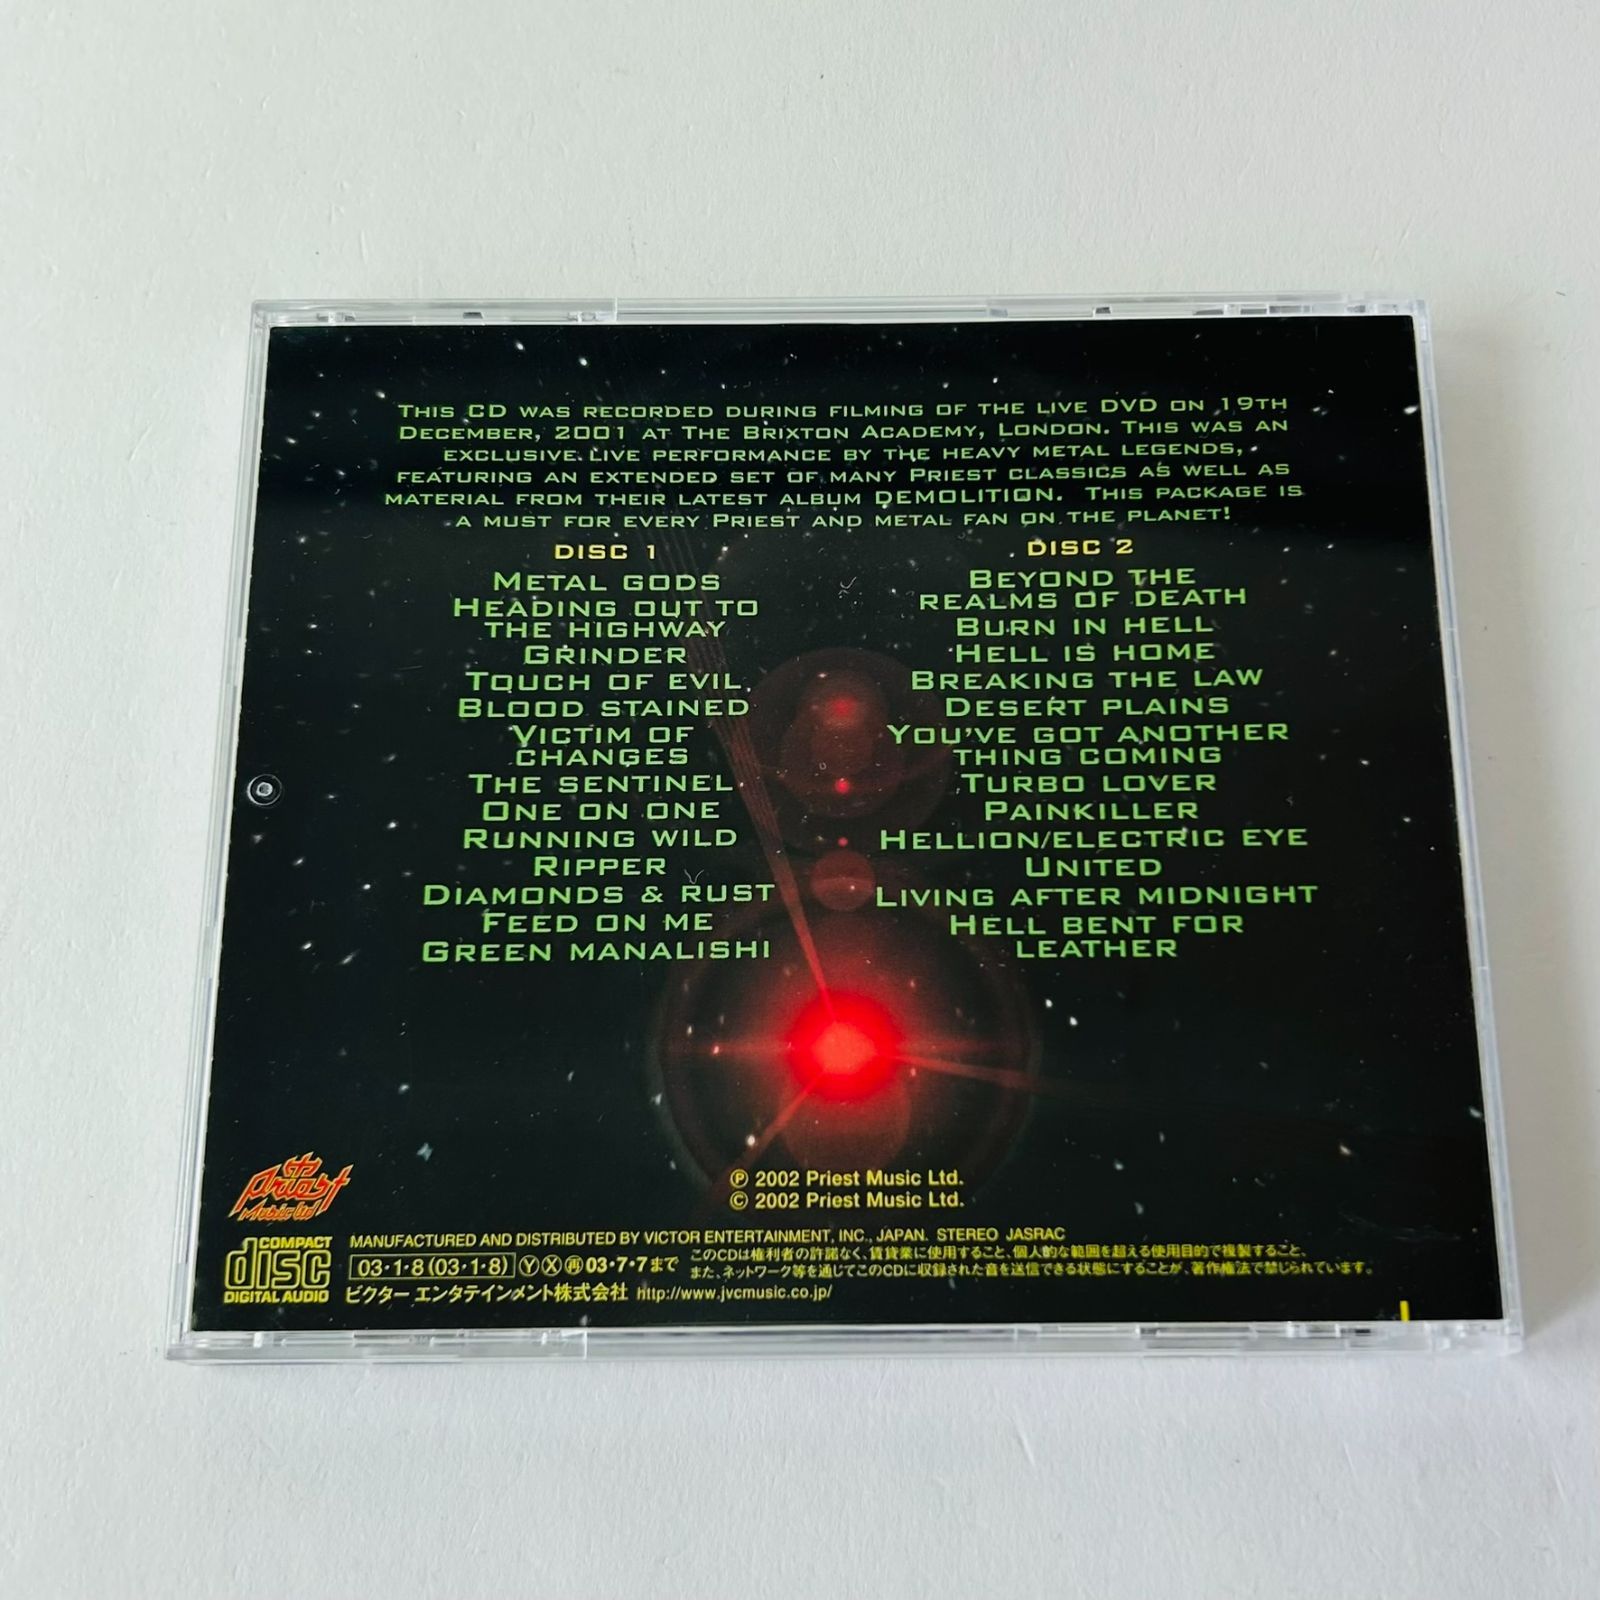 THIS CD WAS RECORDED DURING FILMING OF THE LIVE DVD ON 19TH
DECEMBER, 2001 AT THE BRIXTON ACADEMY, LONDON. THIS WAS AN
EXCLUSIVE LIVE PERFORMANCE BY THE HEAVY METAL LEGENDS,
FEATURING AN EXTENDED SET OF MANY PRIEST CLASSICS AS WELL AS
MATERIAL FROM THEIR LATEST ALBUM DEMOLITION. THIS PACKAGE IS
A MUST FOR EVERY PRIEST AND METAL FAN ON THE PLANET!
DISC 1
METAL GODS
HEADING OUT TO
THE HIGHWAY
GRINDER
TOUCH OF EVIL
BLOOD STAINED
VICTIM OF
CHANGES
THE SENTINEL
ONE ON ONE
RUNNING WILD
RIPPER
DIAMONDS & RUST
FEED ON ME
GREEN MANALISHI
DISC 2
BEYOND THE
REALMS OF DEATH
BURN IN HELL
HELL IS HOME
BREAKING THE LAW
DESERT PLAINS
YOU'VE GOT ANOTHER
THING COMING
TURBO LOVER
PAINKILLER
HELLION/ELECTRIC EYE
UNITED
LIVING AFTER MIDNIGHT
HELL BENT FOR
LEATHER
℗ 2002 Priest Music Ltd.
© 2002 Priest Music Ltd.
Priest
Music Ltd
COMPACT
disc
DIGITAL AUDIO
MANUFACTURED AND DISTRIBUTED BY VICTOR ENTERTAINMENT, INC., JAPAN. STEREO JASRAC
03・1・8 (03・1・8) Ⓨ Ⓧ 再 03・7・7まで
このCDは権利者の許諾なく、賃貸業に使用すること、個人的な範囲を超える使用目的で複製すること、
また、ネットワーク等を通じてこのCDに収録された音を送信できる状態にすることが、著作権法で禁じられています。
ビクター エンタテインメント株式会社 http://www.jvcmusic.co.jp/